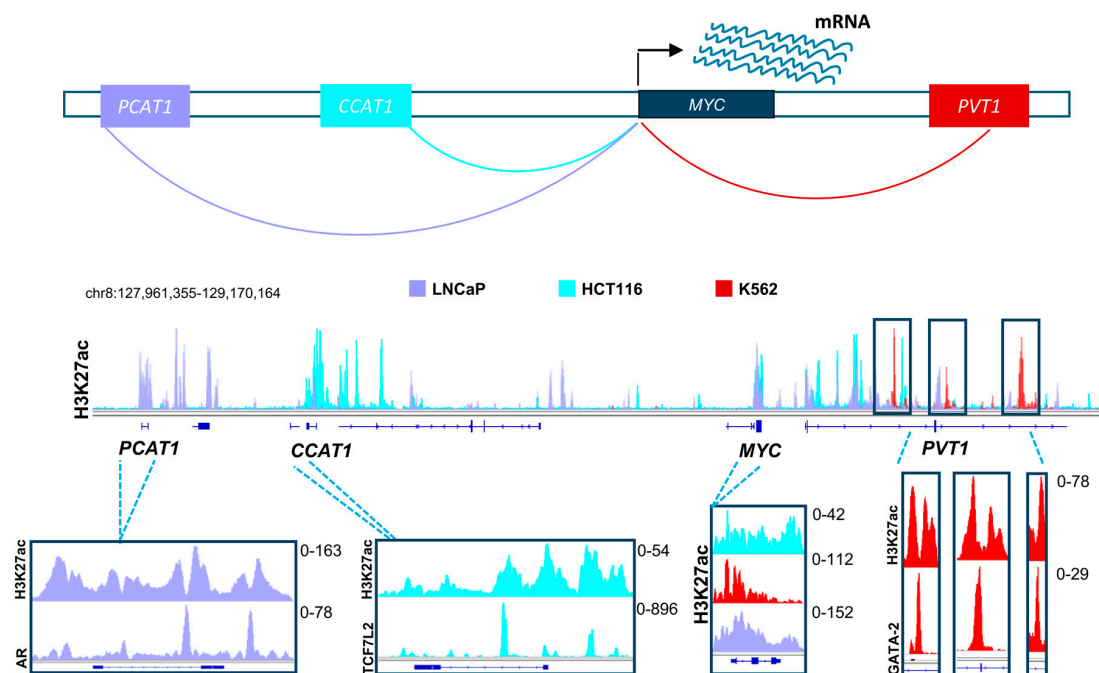 mRNA
PCAT1
CCAT1
MYC
PVT1
chr8:127,961,355-129,170,164
LNCaP
HCT116
K562
H3K27ac
PCAT1
CCAT1
MYC
PVT1
H3K27ac
0-163
AR
0-78
H3K27ac
0-54
TCF7L2
0-896
H3K27ac
0-42
0-112
0-152
H3K27ac
0-78
GATA-2
0-29